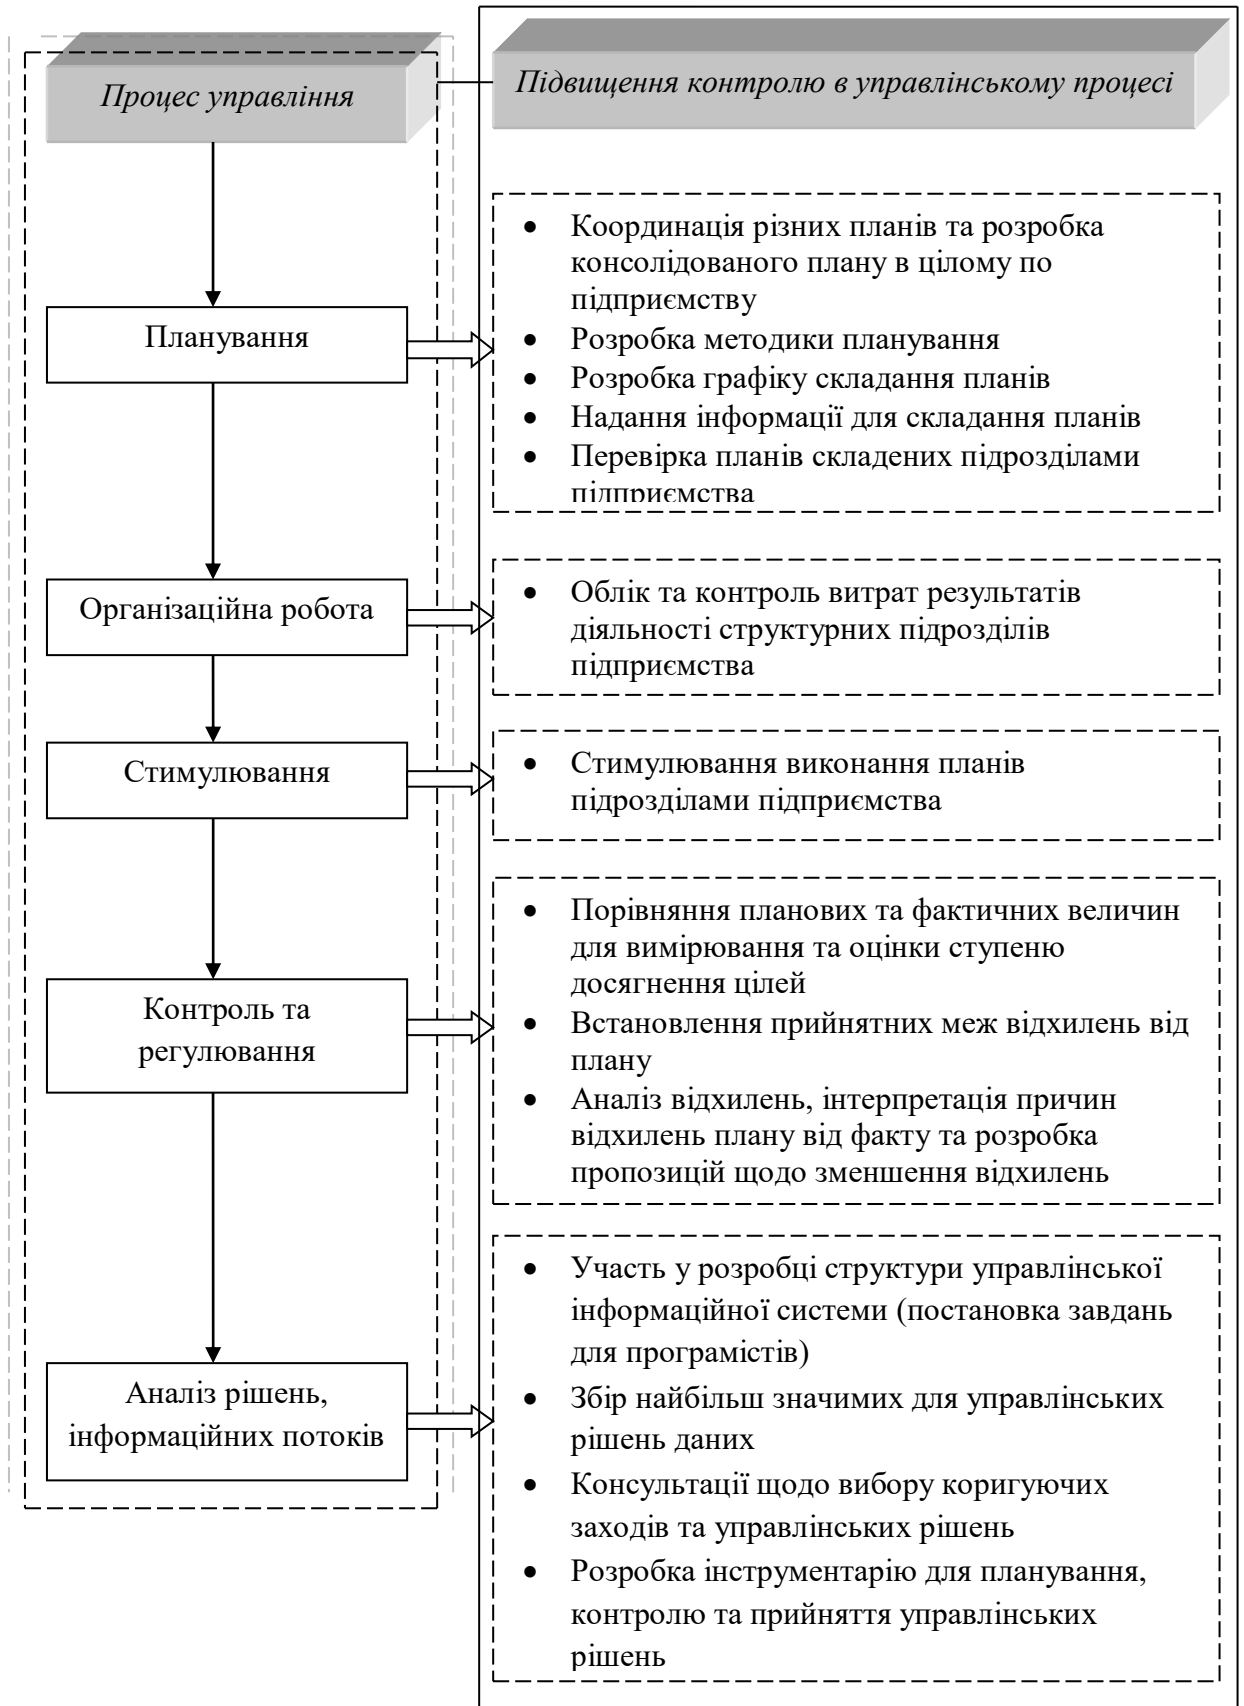 Процес управління
Підвищення контролю в управлінському процесі
Планування
• Координація різних планів та розробка
консолідованого плану в цілому по
підприємству
• Розробка методики планування
• Розробка графіку складання планів
• Надання інформації для складання планів
• Перевірка планів складених підрозділами
підприємства
Організаційна робота
• Облік та контроль витрат результатів
діяльності структурних підрозділів
підприємства
Стимулювання
• Стимулювання виконання планів
підрозділами підприємства
Контроль та
регулювання
• Порівняння планових та фактичних величин
для вимірювання та оцінки ступеню
досягнення цілей
• Встановлення прийнятних меж відхилень від
плану
• Аналіз відхилень, інтерпретація причин
відхилень плану від факту та розробка
пропозицій щодо зменшення відхилень
Аналіз рішень,
інформаційних потоків
• Участь у розробці структури управлінської
інформаційної системи (постановка завдань
для програмістів)
• Збір найбільш значимих для управлінських
рішень даних
• Консультації щодо вибору коригуючих
заходів та управлінських рішень
• Розробка інструментарію для планування,
контролю та прийняття управлінських
рішень